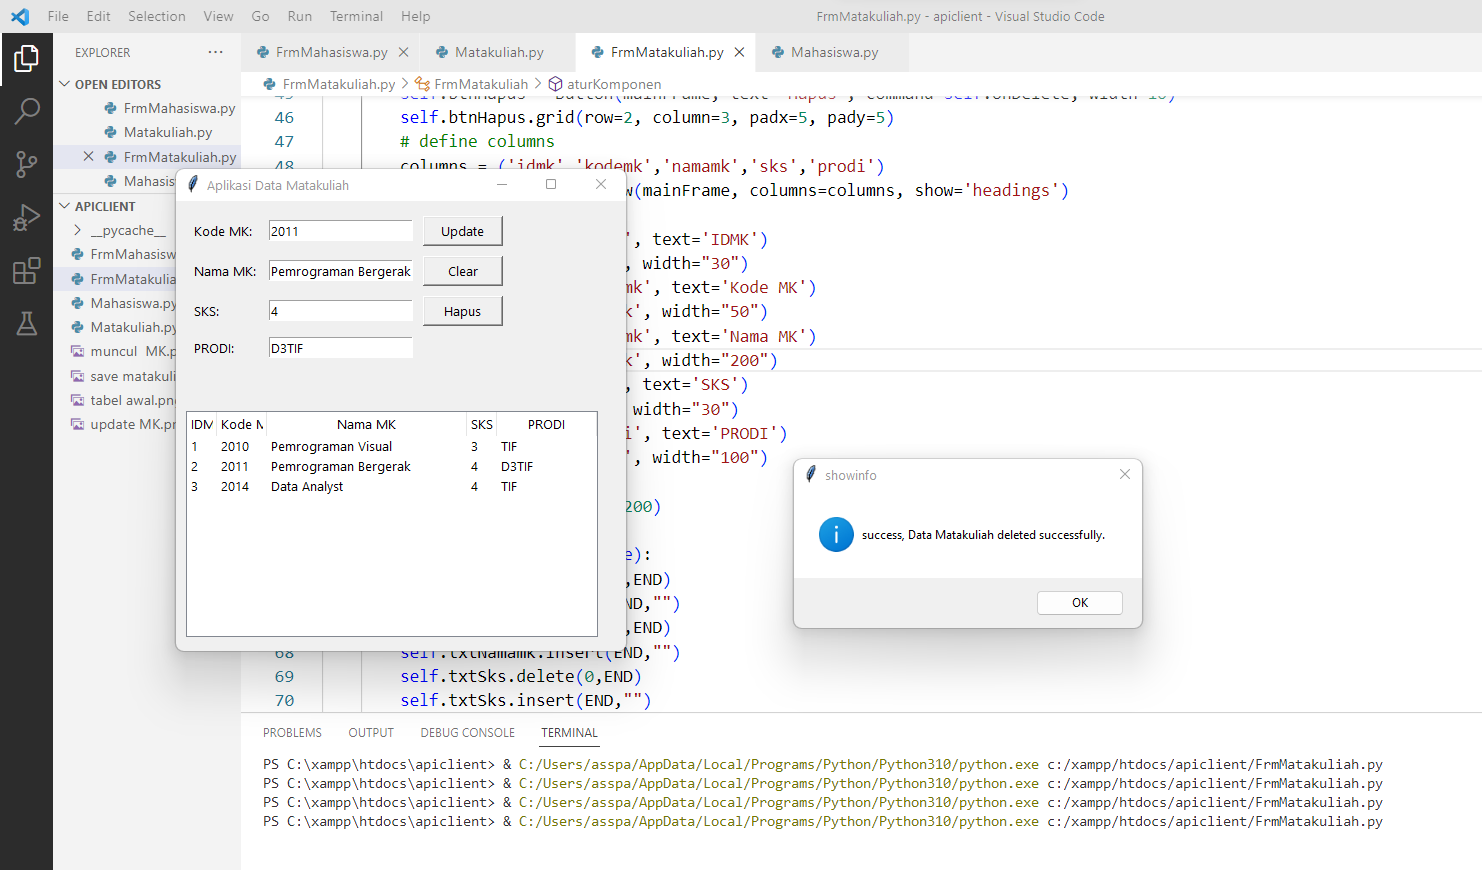 File Edit Selection View Go Run Terminal Help
FrmMatakuliah.py - apiclient - Visual Studio Code
EXPLORER ···
FrmMahasiswa.py
Matakuliah.py
FrmMatakuliah.py
Mahasiswa.py
OPEN EDITORS
FrmMahasiswa.py
Matakuliah.py
FrmMatakuliah.py
Mahasis
APICLIENT
__pycache__
FrmMahasisw
FrmMatakulia
Mahasiswa.py
Matakuliah.py
muncul MK.p
save matakuli
tabel awal.pn
update MK.pr
FrmMatakuliah.py > FrmMatakuliah > aturKomponen
46 self.btnHapus.grid(row=2, column=3, padx=5, pady=5)
47 # define columns
48 columns = ('idmk','kodemk','namamk','sks','prodi')
w(mainFrame, columns=columns, show='headings')
', text='IDMK')
, width="30")
mk', text='Kode MK')
k', width="50")
mk', text='Nama MK')
k', width="200")
, text='SKS')
width="30")
i', text='PRODI')
', width="100")
200)
e):
,END)
ND,"")
,END)
68 self.txtNamamk.insert(END,"")
69 self.txtSks.delete(0,END)
70 self.txtSks.insert(END,"")
Aplikasi Data Matakuliah
Kode MK: 2011 Update
Nama MK: Pemrograman Bergerak Clear
SKS: 4 Hapus
PRODI: D3TIF
IDM Kode M Nama MK SKS PRODI
1 2010 Pemrograman Visual 3 TIF
2 2011 Pemrograman Bergerak 4 D3TIF
3 2014 Data Analyst 4 TIF
showinfo
success, Data Matakuliah deleted successfully.
OK
PROBLEMS OUTPUT DEBUG CONSOLE TERMINAL
PS C:\xampp\htdocs\apiclient> & C:/Users/asspa/AppData/Local/Programs/Python/Python310/python.exe c:/xampp/htdocs/apiclient/FrmMatakuliah.py
PS C:\xampp\htdocs\apiclient> & C:/Users/asspa/AppData/Local/Programs/Python/Python310/python.exe c:/xampp/htdocs/apiclient/FrmMatakuliah.py
PS C:\xampp\htdocs\apiclient> & C:/Users/asspa/AppData/Local/Programs/Python/Python310/python.exe c:/xampp/htdocs/apiclient/FrmMatakuliah.py
PS C:\xampp\htdocs\apiclient> & C:/Users/asspa/AppData/Local/Programs/Python/Python310/python.exe c:/xampp/htdocs/apiclient/FrmMatakuliah.py